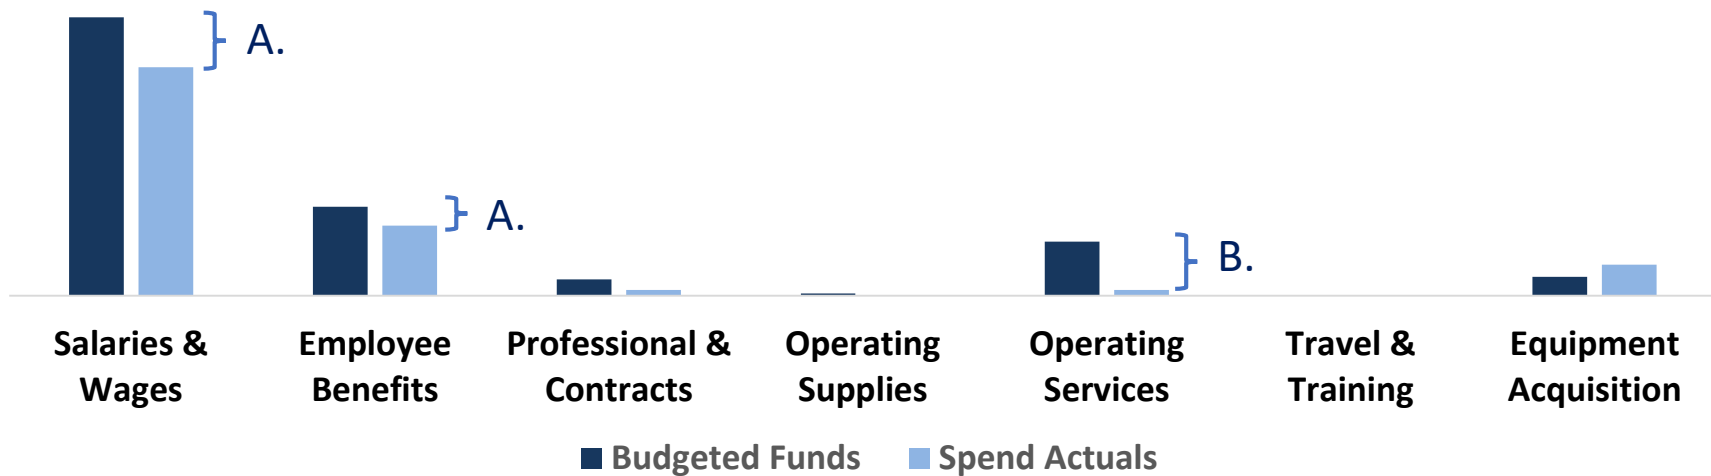 A.
A.
B.
Salaries &
Wages
Employee
Benefits
Professional &
Contracts
Operating
Supplies
Operating
Services
Travel &
Training
Equipment
Acquisition
Budgeted Funds
Spend Actuals